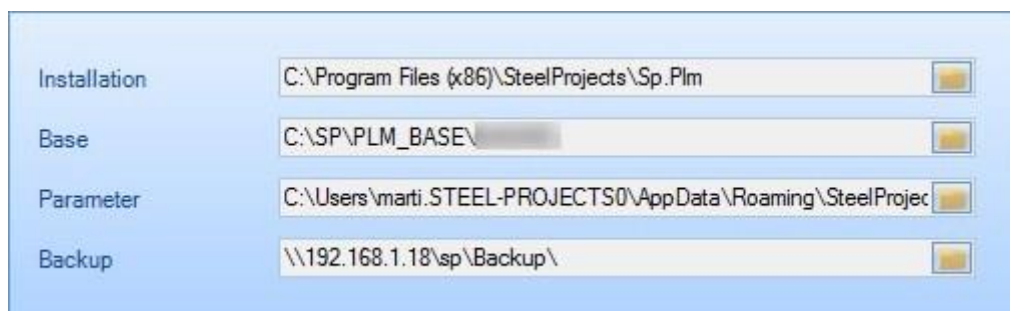 Installation C:\Program Files (x86)\SteelProjects\Sp.Plm
Base C:\SP\PLM_BASE\
Parameter C:\Users\marti.STEEL-PROJECTS0\AppData\Roaming\SteelProjec
Backup \\192.168.1.18\sp\Backup\